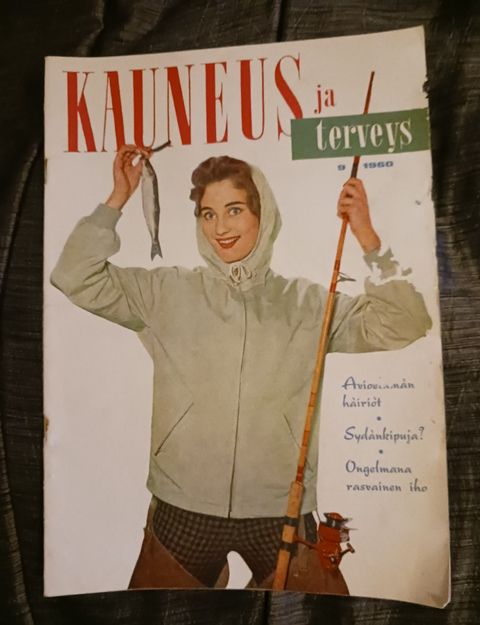 KAUNEUS
ja
terveys
9 1960
häiriöt
Sydänkipuja?
Ongelmana
rasvainen iho